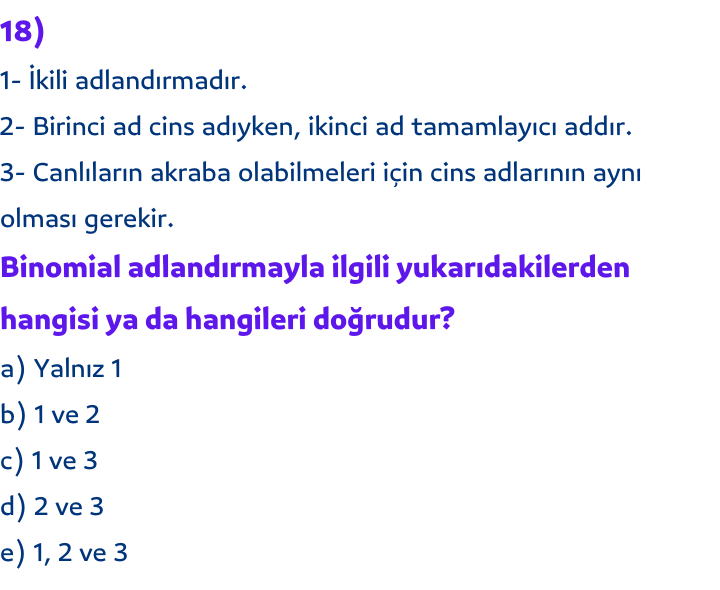 18)
1- İkili adlandırmadır.
2- Birinci ad cins adıyken, ikinci ad tamamlayıcı addır.
3- Canlıların akraba olabilmeleri için cins adlarının aynı
olması gerekir.
Binomial adlandırmayla ilgili yukarıdakilerden
hangisi ya da hangileri doğrudur?
a) Yalnız 1
b) 1 ve 2
c) 1 ve 3
d) 2 ve 3
e) 1, 2 ve 3